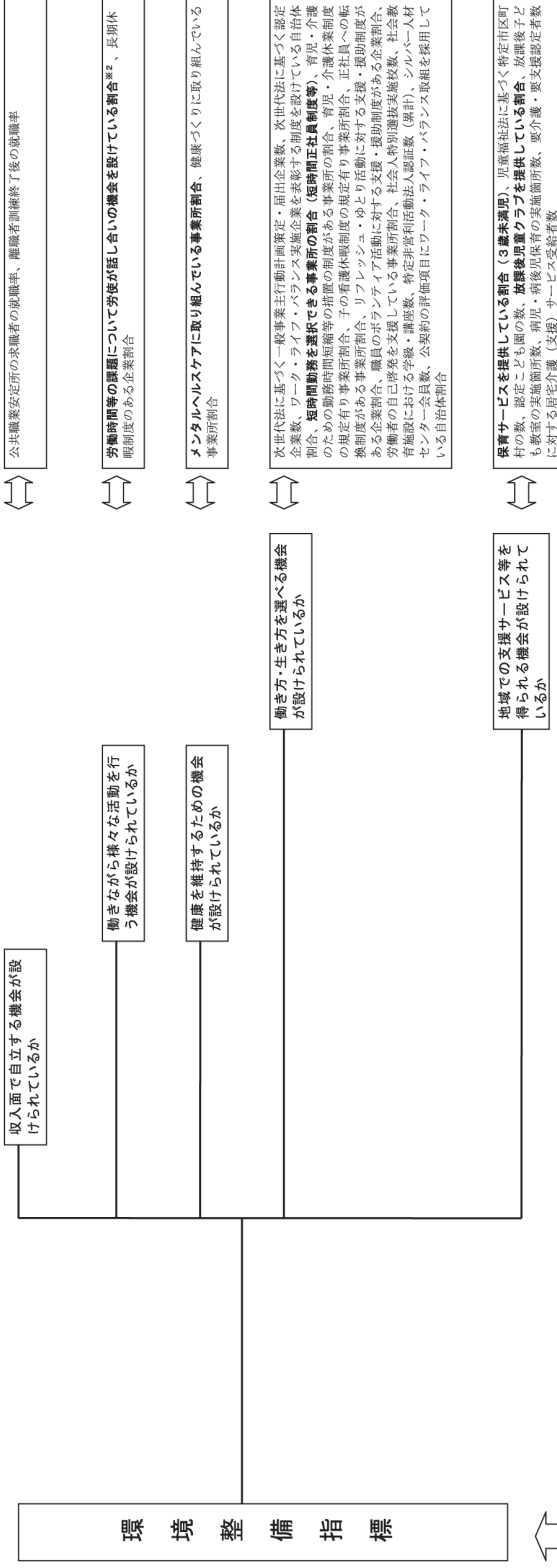 環境整備指標
収入面で自立する機会が設
けられているか
公共職業安定所の求職者の就職率、離職者訓練終了後の就職率
働きながら様々な活動を行
う機会が設けられているか
労働時間等の課題について労使が話し合いの機会を設けている割合※2、長期休
暇制度のある企業割合
健康を維持するための機会
が設けられているか
メンタルヘルスケアに取り組んでいる事業所割合、健康づくりに取り組んでいる
事業所割合
働き方・生き方を選べる機会
が設けられているか
次世代法に基づく一般事業主行動計画策定・届出企業数、次世代法に基づく認定
企業数、ワーク・ライフ・バランス実施企業を表彰する制度を設けている自治体
割合、短時間勤務を選択できる事業所の割合（短時間正社員制度等）、育児・介護
のための勤務時間短縮等の措置の制度がある事業所の割合、育児・介護休業制度
の規定有り事業所割合、子の看護休暇制度の規定有り事業所割合、正社員への転
換制度がある事業所割合、リフレッシュ・ゆとり活動に対する支援・援助制度が
ある企業割合、職員のボランティア活動に対する支援・援助制度がある企業割合、
労働者の自己啓発を支援している事業所割合、社会人特別選抜実施校数、社会教
育施設における学級・講座数、特定非営利活動法人認証数（累計）、シルバー人材
センター会員数、公契約の評価項目にワーク・ライフ・バランス取組を採用して
いる自治体割合
地域での支援サービス等を
得られる機会が設けられて
いるか
保育サービスを提供している割合（３歳未満児）、児童福祉法に基づく特定市区町
村の数、認定こども園の数、放課後児童クラブを提供している割合、放課後子ど
も教室の実施箇所数、病児・病後児保育の実施箇所数、要介護・要支援認定者数
に対する居宅介護（支援）サービス受給者数